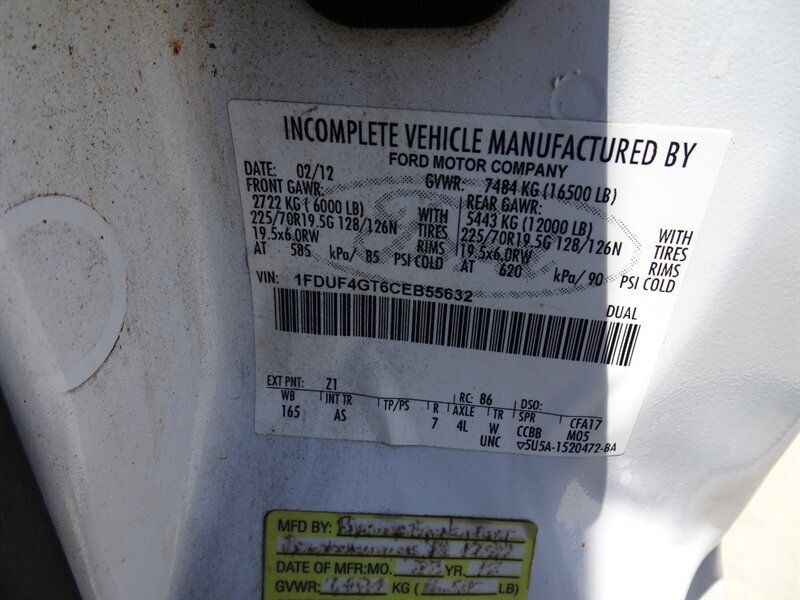 INCOMPLETE VEHICLE MANUFACTURED BY
FORD MOTOR COMPANY
DATE: 02/12 GVWR: 7484 KG (16500 LB)
FRONT GAWR: REAR GAWR:
2722 KG (6000 LB) WITH 5443 KG (12000 LB) WITH
225/70R19.5G 128/126N TIRES 225/70R19.5G 128/126N TIRES
19.5x6.0RW RIMS 19.5x6.0RW RIMS
AT 585 kPa/ 85 PSI COLD AT 620 kPa/ 90 PSI COLD
VIN: 1FDUF4GT6CEB55632
DUAL
EXT PNT: Z1 RC: 86 DSO:
WB INT TR TP/PS R AXLE TR SPR CFA17
165 AS 7 4L W CCBB M05
UNC ▽5U5A-1520472-BA
MFD BY:
DATE OF MFR:MO. YR.
GVWR: KG ( LB)